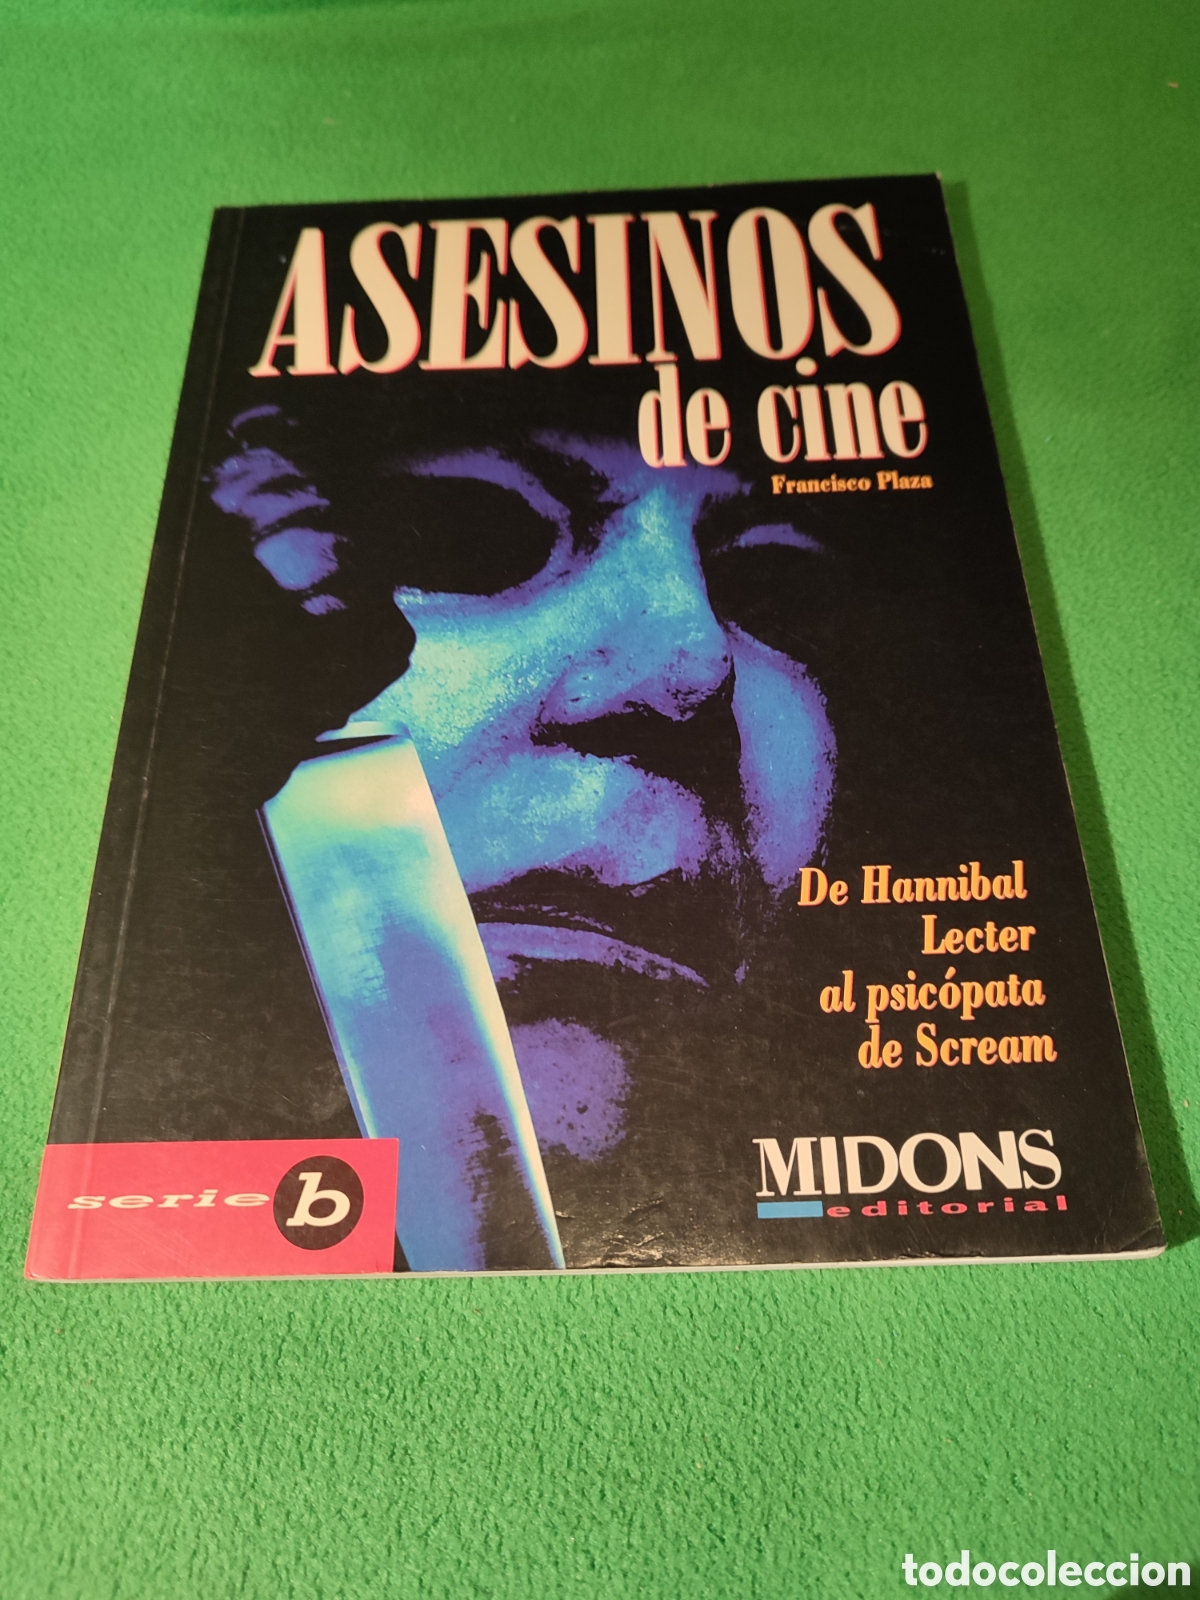 ASESINOS
de cine
Francisco Plaza
De Hannibal
Lecter
al psicópata
de Scream
MIDONS
editorial
serie b
todocoleccion